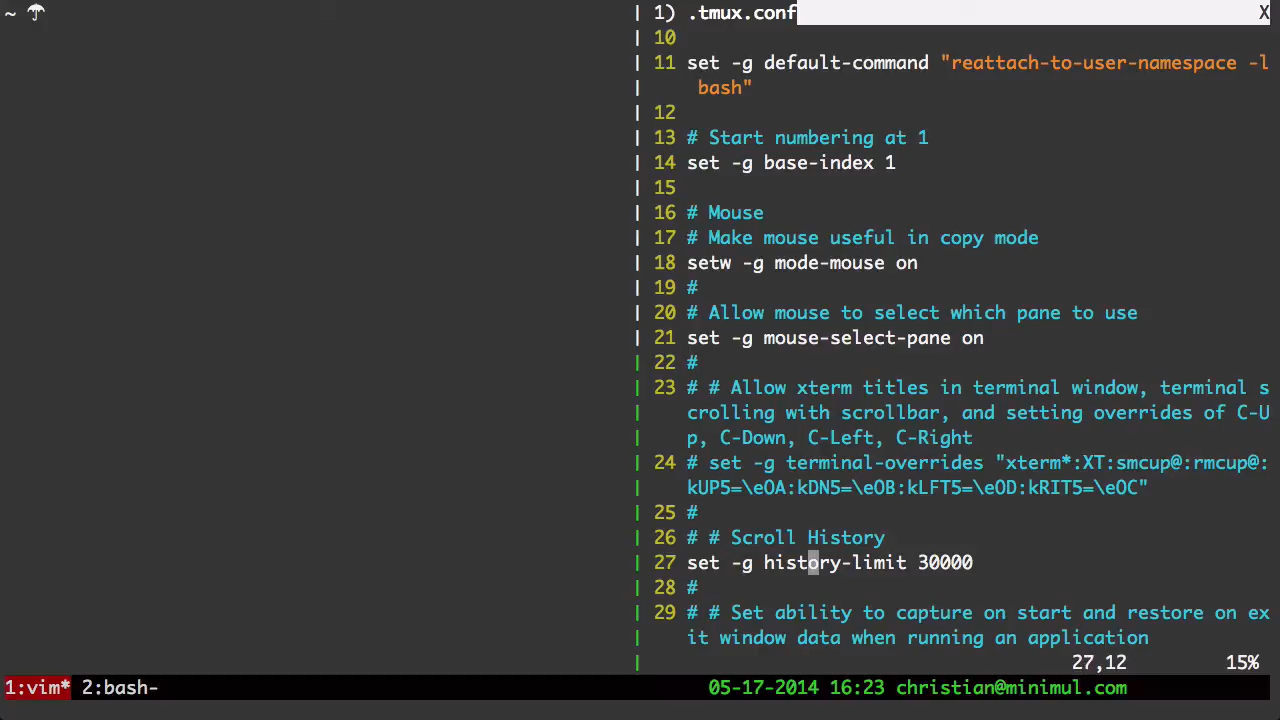 ~ ☂
1) .tmux.conf X
10
11 set -g default-command "reattach-to-user-namespace -l
bash"
12
13 # Start numbering at 1
14 set -g base-index 1
15
16 # Mouse
17 # Make mouse useful in copy mode
18 setw -g mode-mouse on
19 #
20 # Allow mouse to select which pane to use
21 set -g mouse-select-pane on
22 #
23 # # Allow xterm titles in terminal window, terminal s
crolling with scrollbar, and setting overrides of C-U
p, C-Down, C-Left, C-Right
24 # set -g terminal-overrides "xterm*:XT:smcup@:rmcup@:
kUP5=\eOA:kDN5=\eOB:kLFT5=\eOD:kRIT5=\eOC"
25 #
26 # # Scroll History
27 set -g history-limit 30000
28 #
29 # # Set ability to capture on start and restore on ex
it window data when running an application
27,12 15%
1:vim* 2:bash- 05-17-2014 16:23 christian@minimul.com